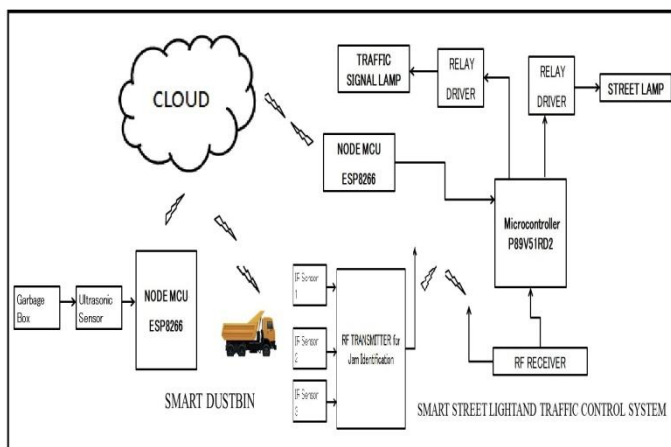 CLOUD
TRAFFIC
SIGNAL LAMP
RELAY
DRIVER
RELAY
DRIVER
STREET LAMP
NODE MCU
ESP8266
Microcontroller
P89V51RD2
Garbage
Box
Ultrasonic
Sensor
NODE MCU
ESP8266
IF Sensor
1
IF Sensor
2
IF Sensor
3
RF TRANSMITTER for
Jam Identification
RF RECEIVER
SMART DUSTBIN
SMART STREET LIGHTAND TRAFFIC CONTROL SYSTEM